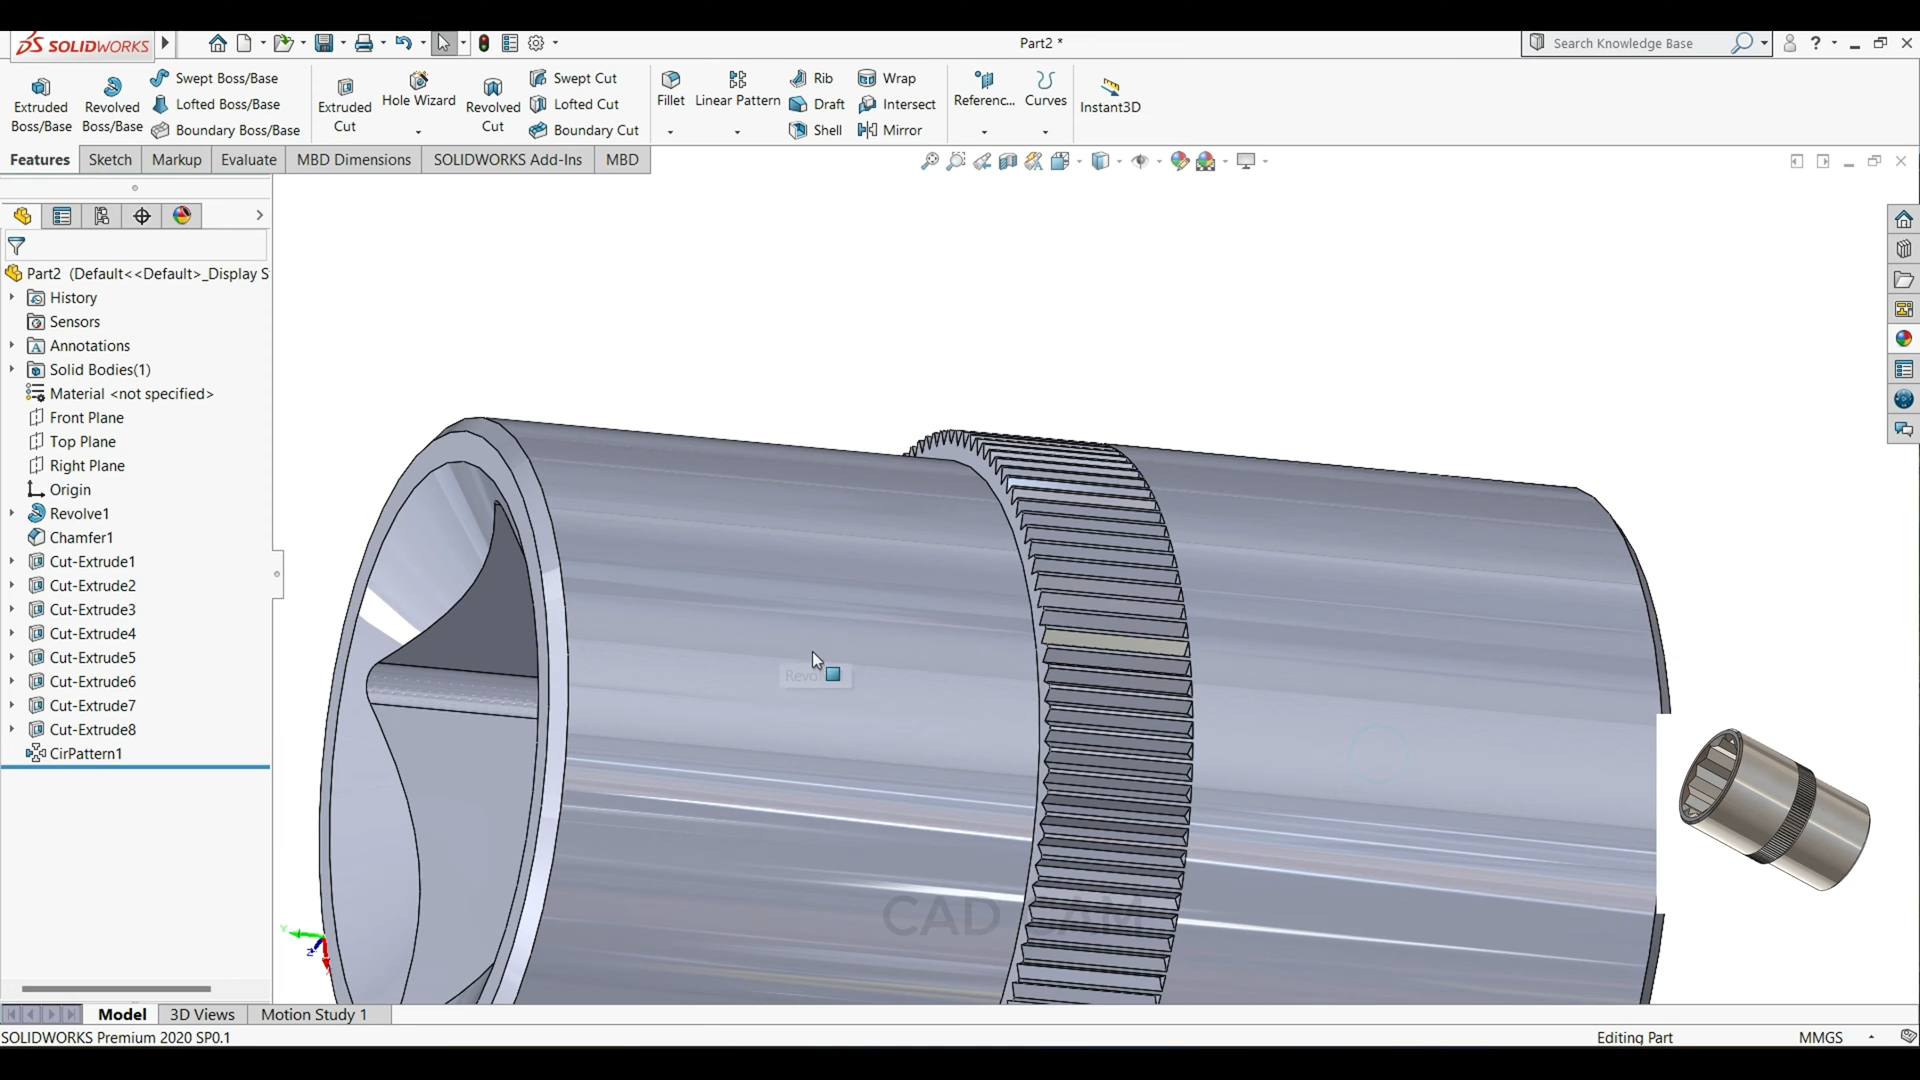 SOLIDWORKS
Part2 *
Search Knowledge Base
?
Extruded Boss/Base
Revolved Boss/Base
Swept Boss/Base
Lofted Boss/Base
Boundary Boss/Base
Extruded Cut
Hole Wizard
Revolved Cut
Swept Cut
Lofted Cut
Boundary Cut
Fillet
Linear Pattern
Rib
Draft
Shell
Wrap
Intersect
Mirror
Referenc...
Curves
Instant3D
Features
Sketch
Markup
Evaluate
MBD Dimensions
SOLIDWORKS Add-Ins
MBD
Part2 (Default<<Default>_Display S
History
Sensors
Annotations
Solid Bodies(1)
Material <not specified>
Front Plane
Top Plane
Right Plane
Origin
Revolve1
Chamfer1
Cut-Extrude1
Cut-Extrude2
Cut-Extrude3
Cut-Extrude4
Cut-Extrude5
Cut-Extrude6
Cut-Extrude7
Cut-Extrude8
CirPattern1
Y
Z
CAD CAM
Model
3D Views
Motion Study 1
SOLIDWORKS Premium 2020 SP0.1
Editing Part
MMGS